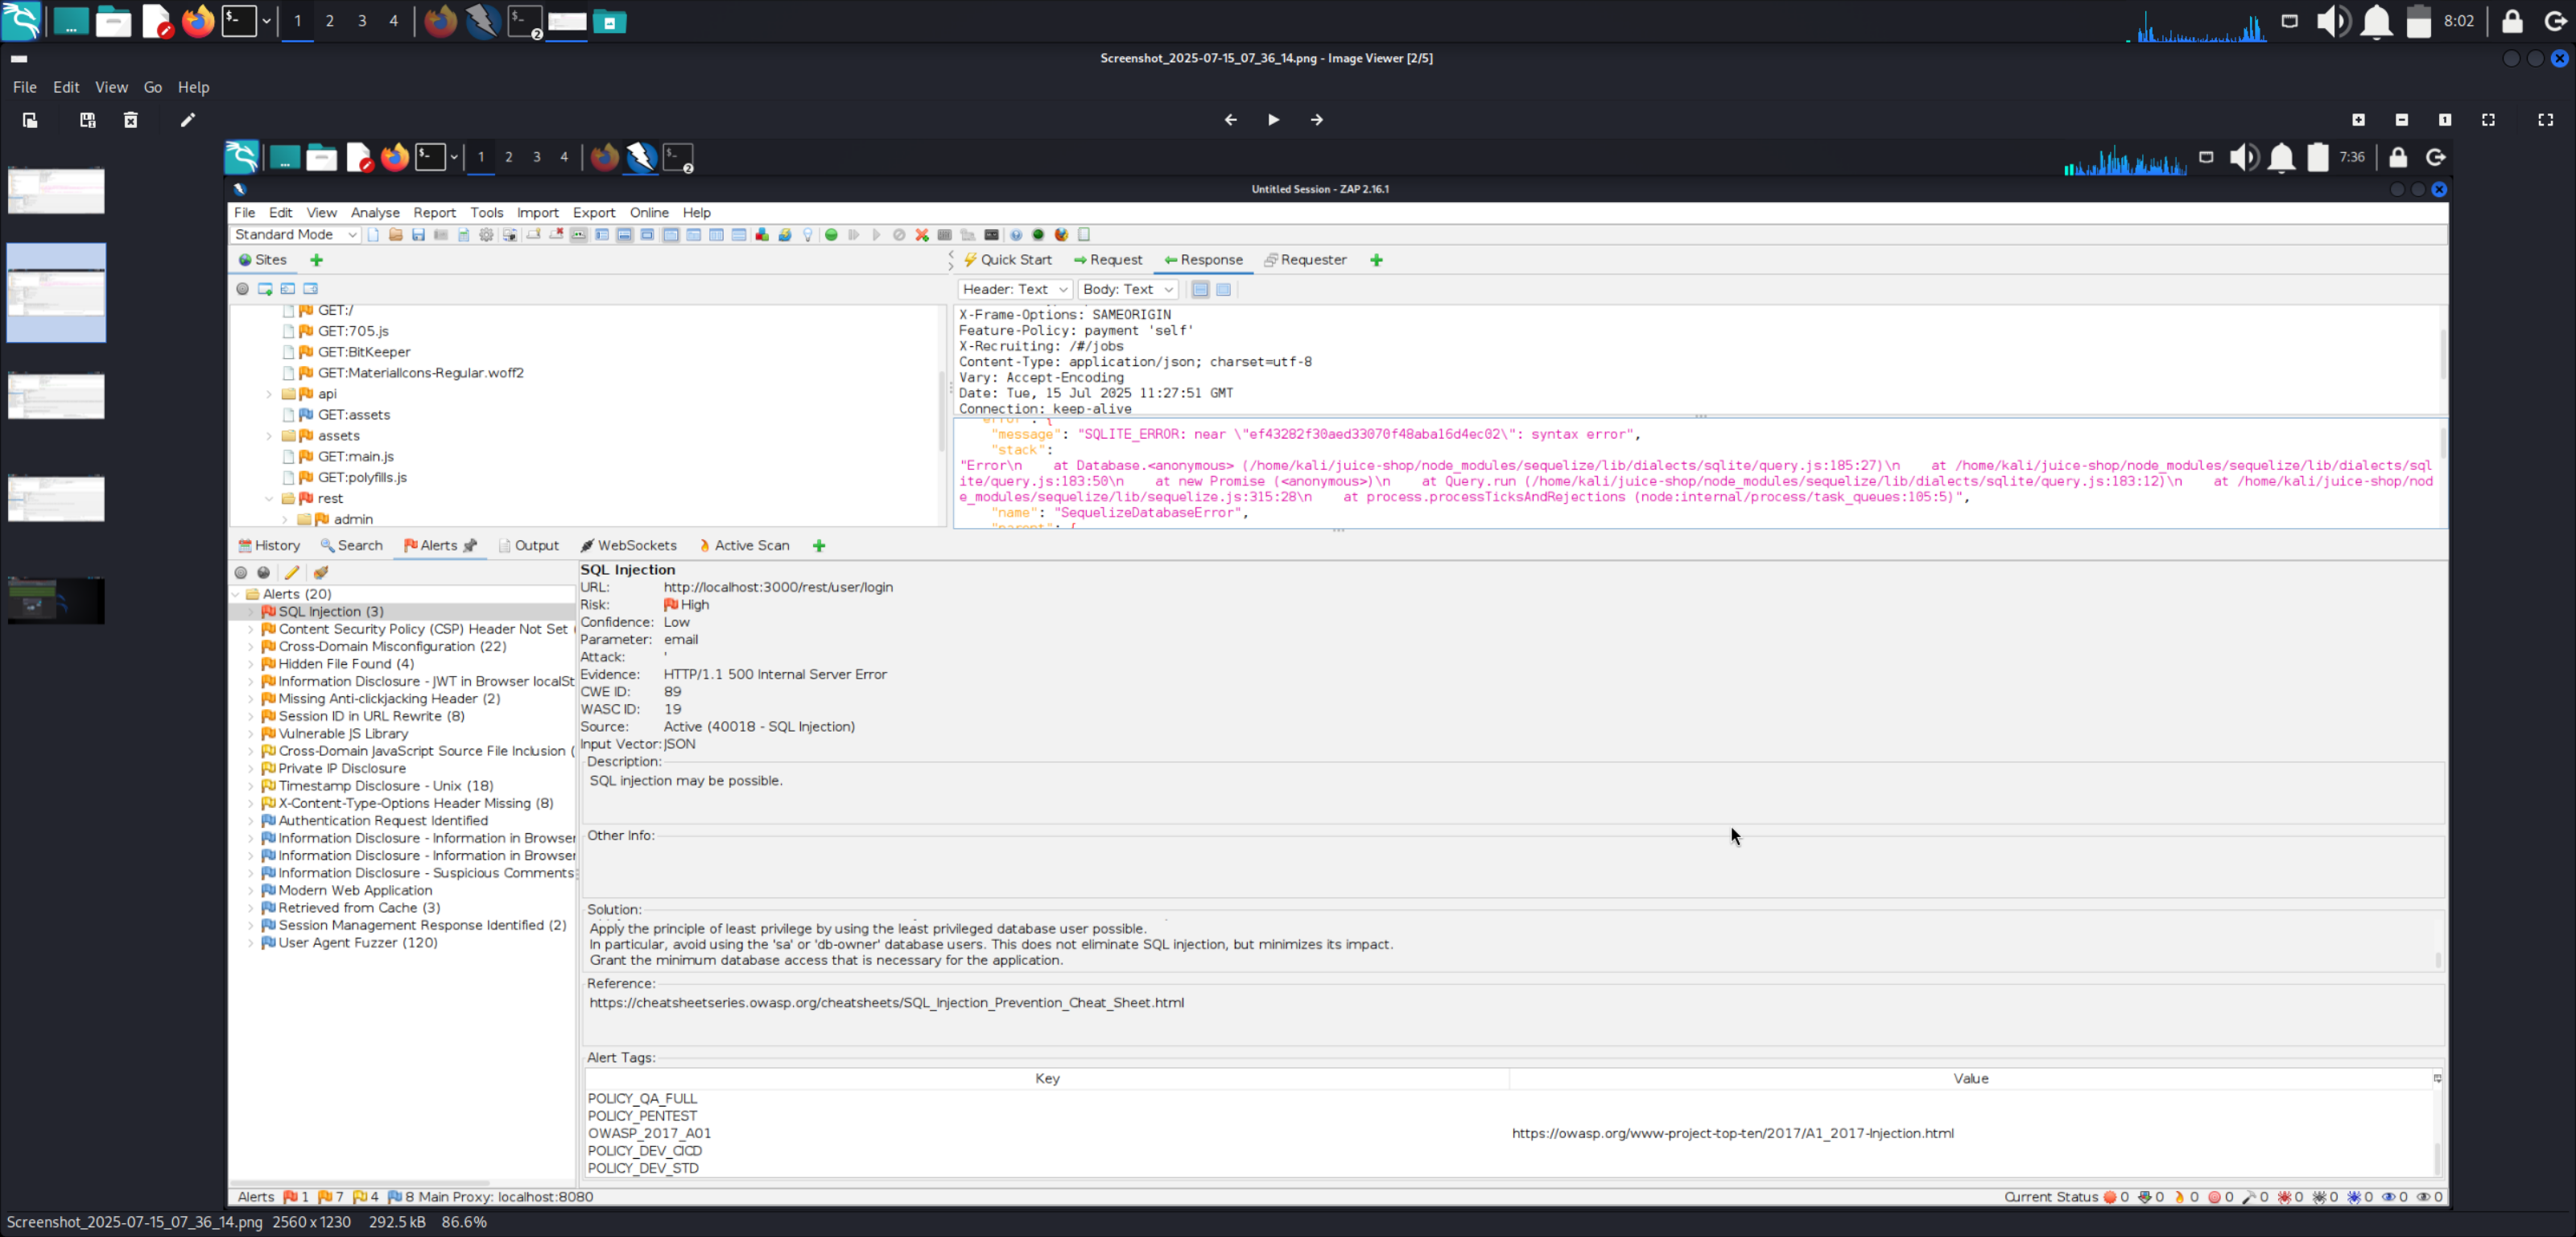 1 2 3 4 2 8:02
Screenshot_2025-07-15_07_36_14.png - Image Viewer [2/5]
File Edit View Go Help
1 2 3 4 2 7:36
Untitled Session - ZAP 2.16.1
File Edit View Analyse Report Tools Import Export Online Help
Standard Mode
Sites
Quick Start Request Response Requester
Header: Text Body: Text
GET:/
GET:705.js
GET:BitKeeper
GET:MaterialIcons-Regular.woff2
api
GET:assets
assets
GET:main.js
GET:polyfills.js
rest
admin
X-Frame-Options: SAMEORIGIN
Feature-Policy: payment 'self'
X-Recruiting: /#/jobs
Content-Type: application/json; charset=utf-8
Vary: Accept-Encoding
Date: Tue, 15 Jul 2025 11:27:51 GMT
Connection: keep-alive
"error": {
"message": "SQLITE_ERROR: near \"ef43282f30aed33070f48aba16d4ec02\": syntax error",
"stack":
"Error\n    at Database.<anonymous> (/home/kali/juice-shop/node_modules/sequelize/lib/dialects/sqlite/query.js:185:27)\n    at /home/kali/juice-shop/node_modules/sequelize/lib/dialects/sql
ite/query.js:183:50\n    at new Promise (<anonymous>)\n    at Query.run (/home/kali/juice-shop/node_modules/sequelize/lib/dialects/sqlite/query.js:183:12)\n    at /home/kali/juice-shop/nod
e_modules/sequelize/lib/sequelize.js:315:28\n    at process.processTicksAndRejections (node:internal/process/task_queues:105:5)",
"name": "SequelizeDatabaseError",
"parent": {
History Search Alerts Output WebSockets Active Scan
Alerts (20)
SQL Injection (3)
Content Security Policy (CSP) Header Not Set (
Cross-Domain Misconfiguration (22)
Hidden File Found (4)
Information Disclosure - JWT in Browser localSt
Missing Anti-clickjacking Header (2)
Session ID in URL Rewrite (8)
Vulnerable JS Library
Cross-Domain JavaScript Source File Inclusion (
Private IP Disclosure
Timestamp Disclosure - Unix (18)
X-Content-Type-Options Header Missing (8)
Authentication Request Identified
Information Disclosure - Information in Browser
Information Disclosure - Information in Browser
Information Disclosure - Suspicious Comments
Modern Web Application
Retrieved from Cache (3)
Session Management Response Identified (2)
User Agent Fuzzer (120)
SQL Injection
URL: http://localhost:3000/rest/user/login
Risk: High
Confidence: Low
Parameter: email
Attack: '
Evidence: HTTP/1.1 500 Internal Server Error
CWE ID: 89
WASC ID: 19
Source: Active (40018 - SQL Injection)
Input Vector: JSON
Description:
SQL injection may be possible.
Other Info:
Solution:
Apply the principle of least privilege by using the least privileged database user possible.
In particular, avoid using the 'sa' or 'db-owner' database users. This does not eliminate SQL injection, but minimizes its impact.
Grant the minimum database access that is necessary for the application.
Reference:
https://cheatsheetseries.owasp.org/cheatsheets/SQL_Injection_Prevention_Cheat_Sheet.html
Alert Tags:
Key Value
POLICY_QA_FULL
POLICY_PENTEST
OWASP_2017_A01 https://owasp.org/www-project-top-ten/2017/A1_2017-Injection.html
POLICY_DEV_CICD
POLICY_DEV_STD
Alerts 1 7 4 8 Main Proxy: localhost:8080
Current Status 0 0 0 0 0 0 0 0 0 0
Screenshot_2025-07-15_07_36_14.png 2560 x 1230 292.5 kB 86.6%